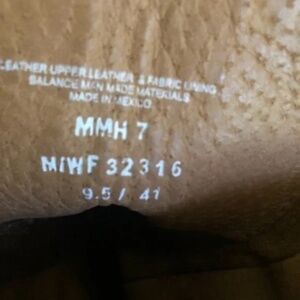 LEATHER UPPER LEATHER & FABRIC LINING
BALANCE MAN MADE MATERIALS
MADE IN MEXICO
MMH 7
MIWF 32316
9.5 / 41